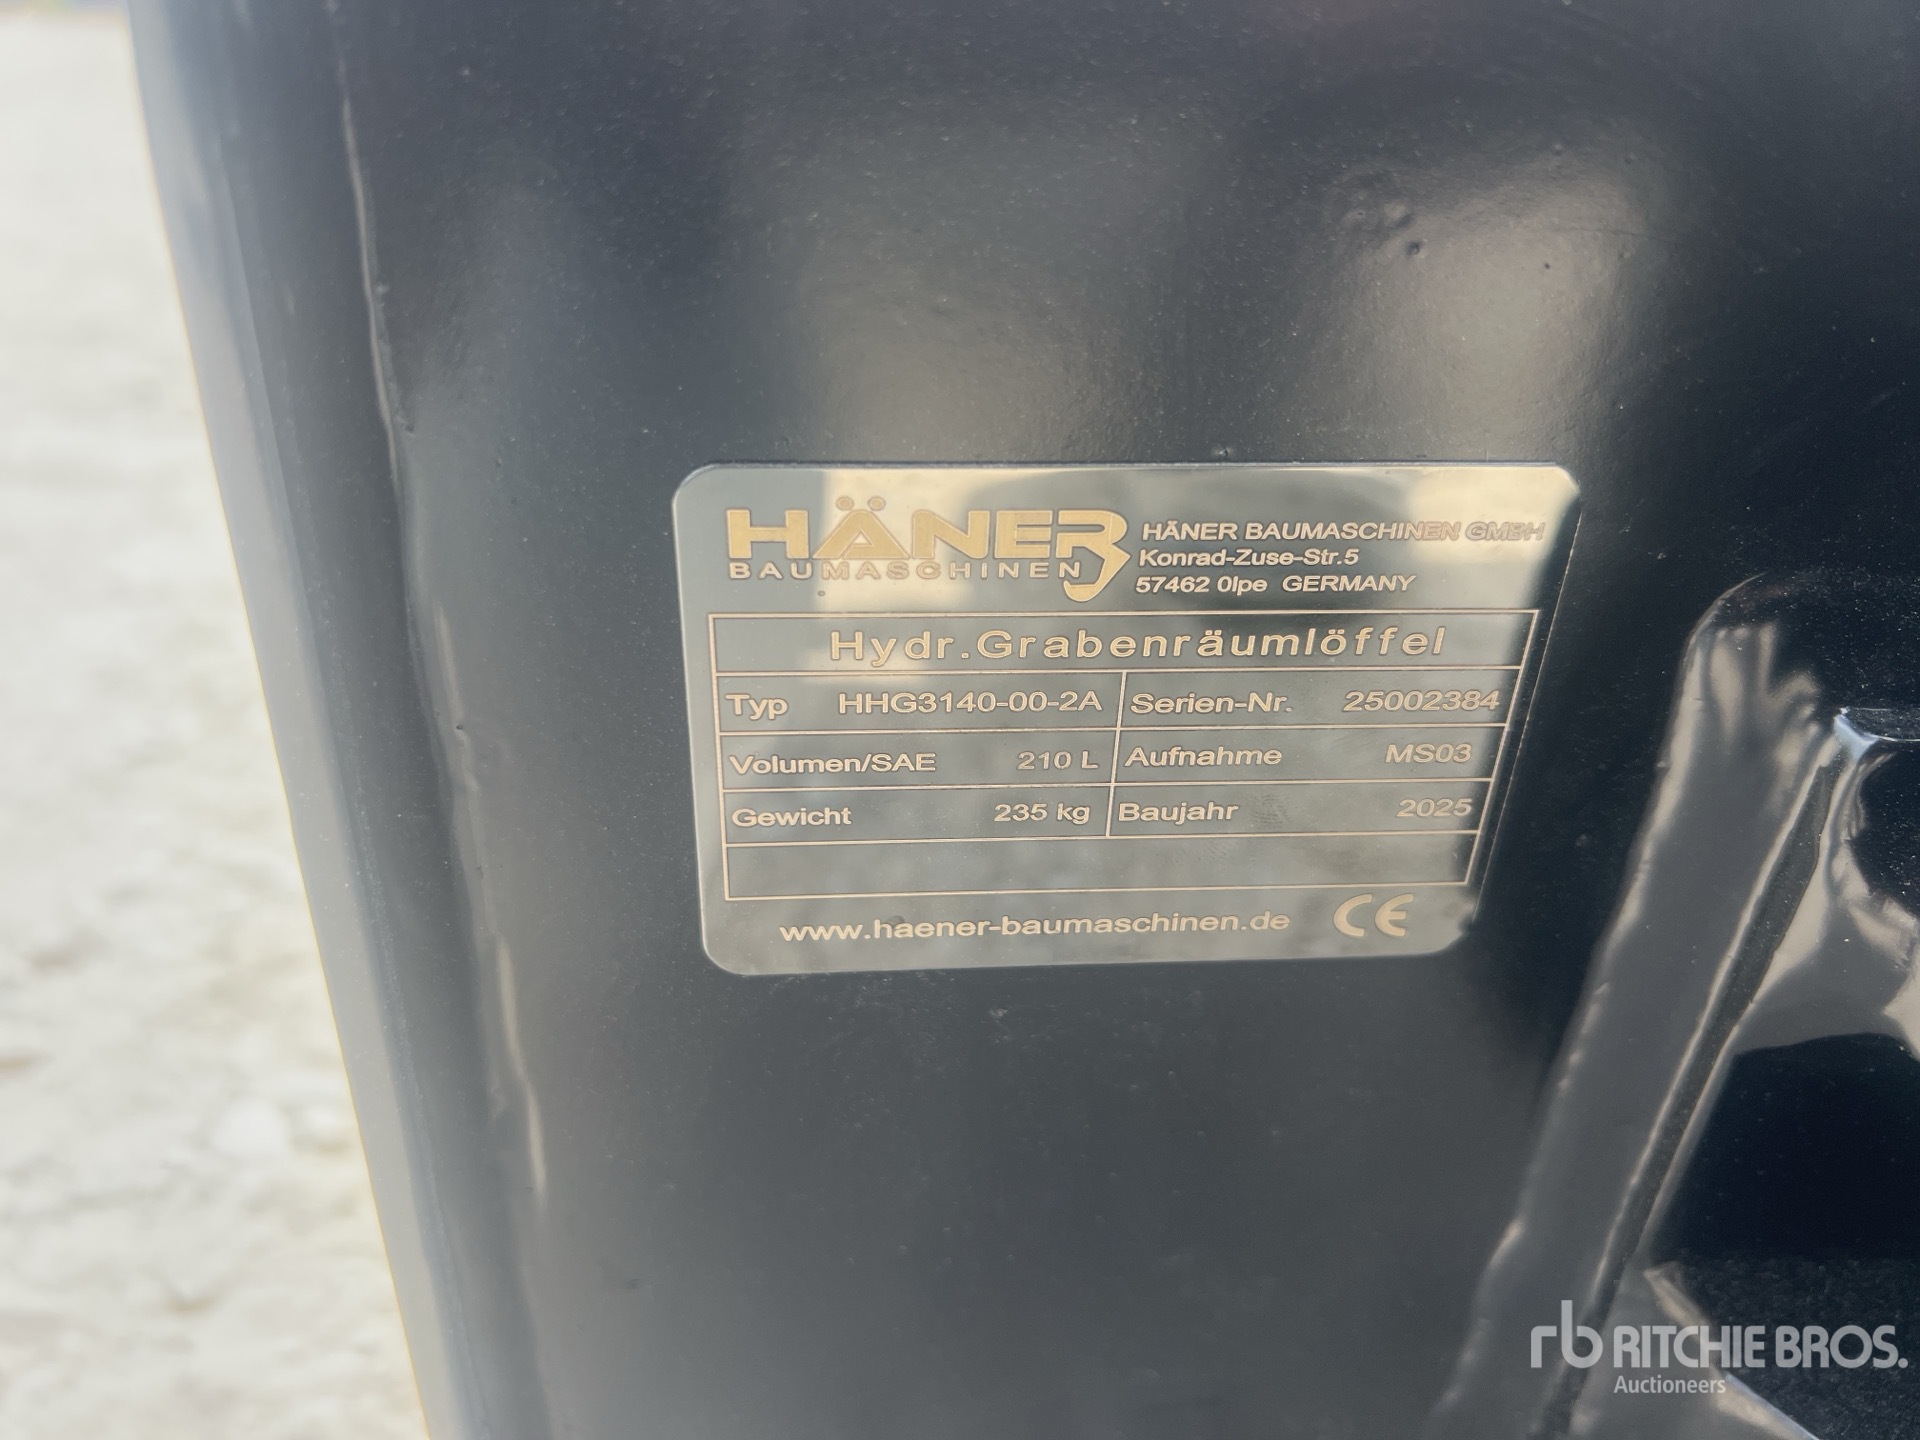 HÄNER
BAUMASCHINEN
HÄNER BAUMASCHINEN GMBH
Konrad-Zuse-Str.5
57462 Olpe GERMANY
Hydr.Grabenräumlöffel
Typ HHG3140-00-2A Serien-Nr. 25002384
Volumen/SAE 210 L Aufnahme MS03
Gewicht 235 kg Baujahr 2025
www.haener-baumaschinen.de CE
rb RITCHIE BROS.
Auctioneers